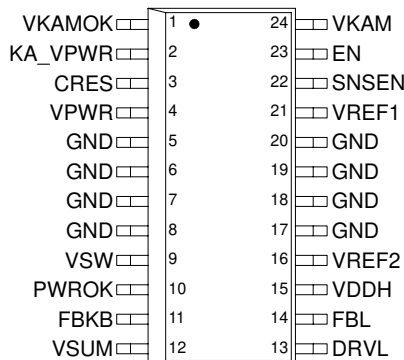 VKAMOK 1 24 VKAM
KA_VPWR 2 23 EN
CRES 3 22 SNSEN
VPWR 4 21 VREF1
GND 5 20 GND
GND 6 19 GND
GND 7 18 GND
GND 8 17 GND
VSW 9 16 VREF2
PWROK 10 15 VDDH
FBKB 11 14 FBL
VSUM 12 13 DRVL